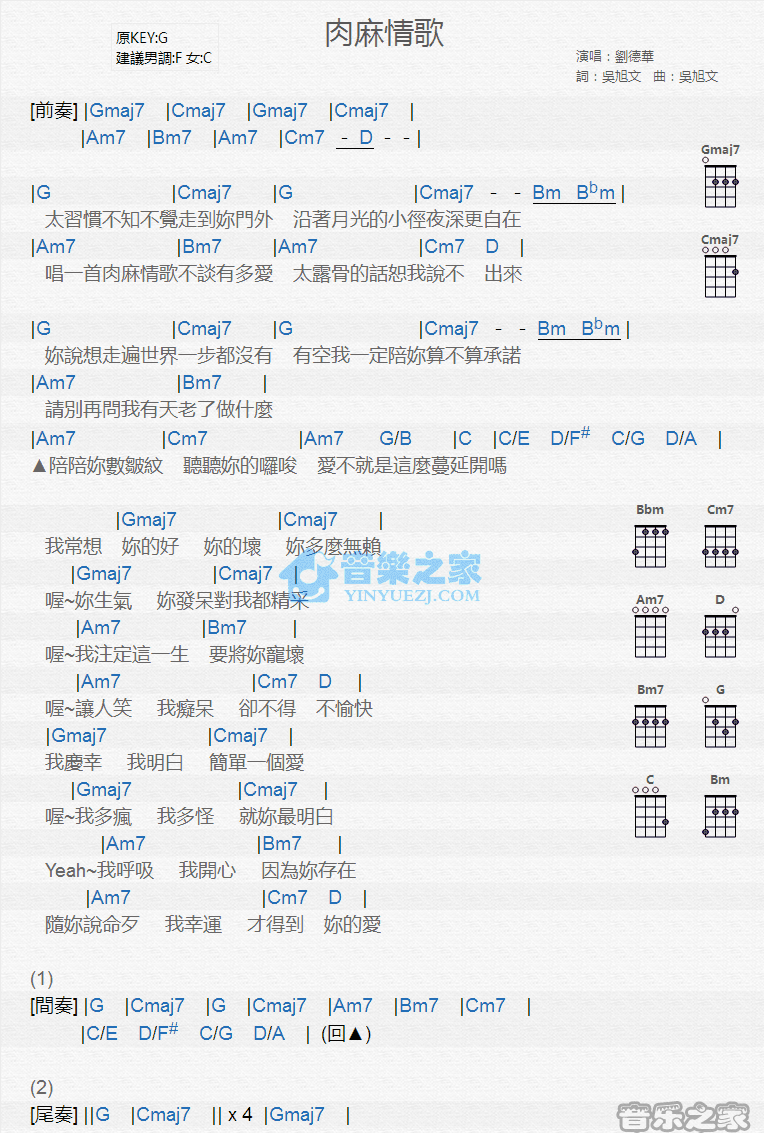 肉麻情歌
原KEY:G
建議男調:F 女:C
演唱：劉德華
詞：吳旭文 曲：吳旭文
[前奏] |Gmaj7 |Cmaj7 |Gmaj7 |Cmaj7 |
|Am7 |Bm7 |Am7 |Cm7 - D - - |
|G |Cmaj7 |G |Cmaj7 - - Bm Bbm |
太習慣不知不覺走到妳門外 沿著月光的小徑夜深更自在
|Am7 |Bm7 |Am7 |Cm7 D |
唱一首肉麻情歌不談有多愛 太露骨的話恕我說不 出來
|G |Cmaj7 |G |Cmaj7 - - Bm Bbm |
妳說想走遍世界一步都沒有 有空我一定陪妳算不算承諾
|Am7 |Bm7 |
請別再問我有天老了做什麼
|Am7 |Cm7 |Am7 G/B |C |C/E D/F# C/G D/A |
▲陪陪妳數皺紋 聽聽妳的囉唆 愛不就是這麼蔓延開嗎
|Gmaj7 |Cmaj7 |
我常想 妳的好 妳的壞 妳多麼無賴
|Gmaj7 |Cmaj7 |
喔~妳生氣 妳發呆對我都精采
|Am7 |Bm7 |
喔~我注定這一生 要將妳寵壞
|Am7 |Cm7 D |
喔~讓人笑 我癡呆 卻不得 不愉快
|Gmaj7 |Cmaj7 |
我慶幸 我明白 簡單一個愛
|Gmaj7 |Cmaj7 |
喔~我多瘋 我多怪 就妳最明白
|Am7 |Bm7 |
Yeah~我呼吸 我開心 因為妳存在
|Am7 |Cm7 D |
隨妳說命歹 我幸運 才得到 妳的愛
(1)
[間奏] |G |Cmaj7 |G |Cmaj7 |Am7 |Bm7 |Cm7 |
|C/E D/F# C/G D/A | (回▲)
(2)
[尾奏] ||G |Cmaj7 || x 4 |Gmaj7 |
Gmaj7
Cmaj7
Bbm Cm7
Am7 D
Bm7 G
C Bm
音樂之家
YINYUEZJ.COM
音乐之家